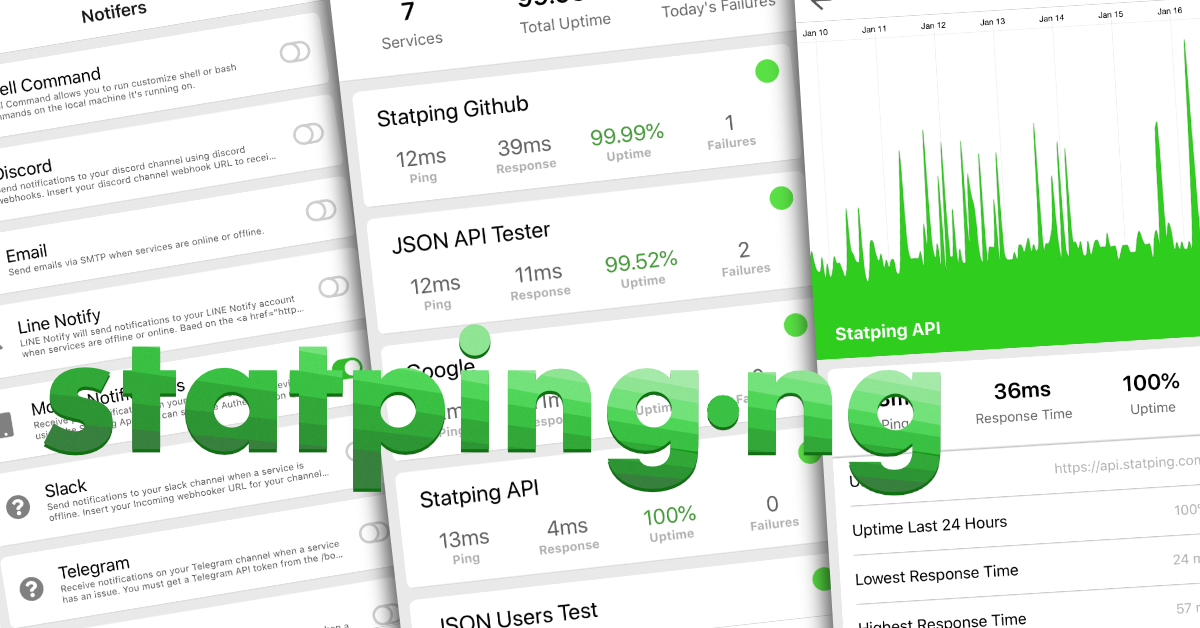 Notifers
ell Command
Command allows you to run customize shell or bash
mmands on the local machine it's running on.
Discord
end notifications to your discord channel using discord
webhooks. Insert your discord channel webhook URL to recei...
Email
Send emails via SMTP when services are online or offline.
Line Notify
LINE Notify will send notifications to your LINE Notify account
when services are offline or online. Baed on the <a href="http...
Slack
Send notifications to your slack channel when a service is
offline. Insert your Incoming webhooker URL for your channel...
Telegram
Receive notifications on your Telegram channel when a service
has an issue. You must get a Telegram API token from the /bo...
7
Services
Total Uptime
Today's Failures
Statping Github
12ms
Ping
39ms
Response
99.99%
Uptime
1
Failures
JSON API Tester
12ms
Ping
11ms
Response
99.52%
Uptime
2
Failures
Google
Statping API
13ms
Ping
4ms
Response
100%
Uptime
0
Failures
JSON Users Test
statping.ng
Jan 10
Jan 11
Jan 12
Jan 13
Jan 14
Jan 15
Jan 16
Statping API
Ping
36ms
Response Time
100%
Uptime
https://api.statping.com
Uptime Last 24 Hours
100%
Lowest Response Time
24 m
Highest Response Time
57 m